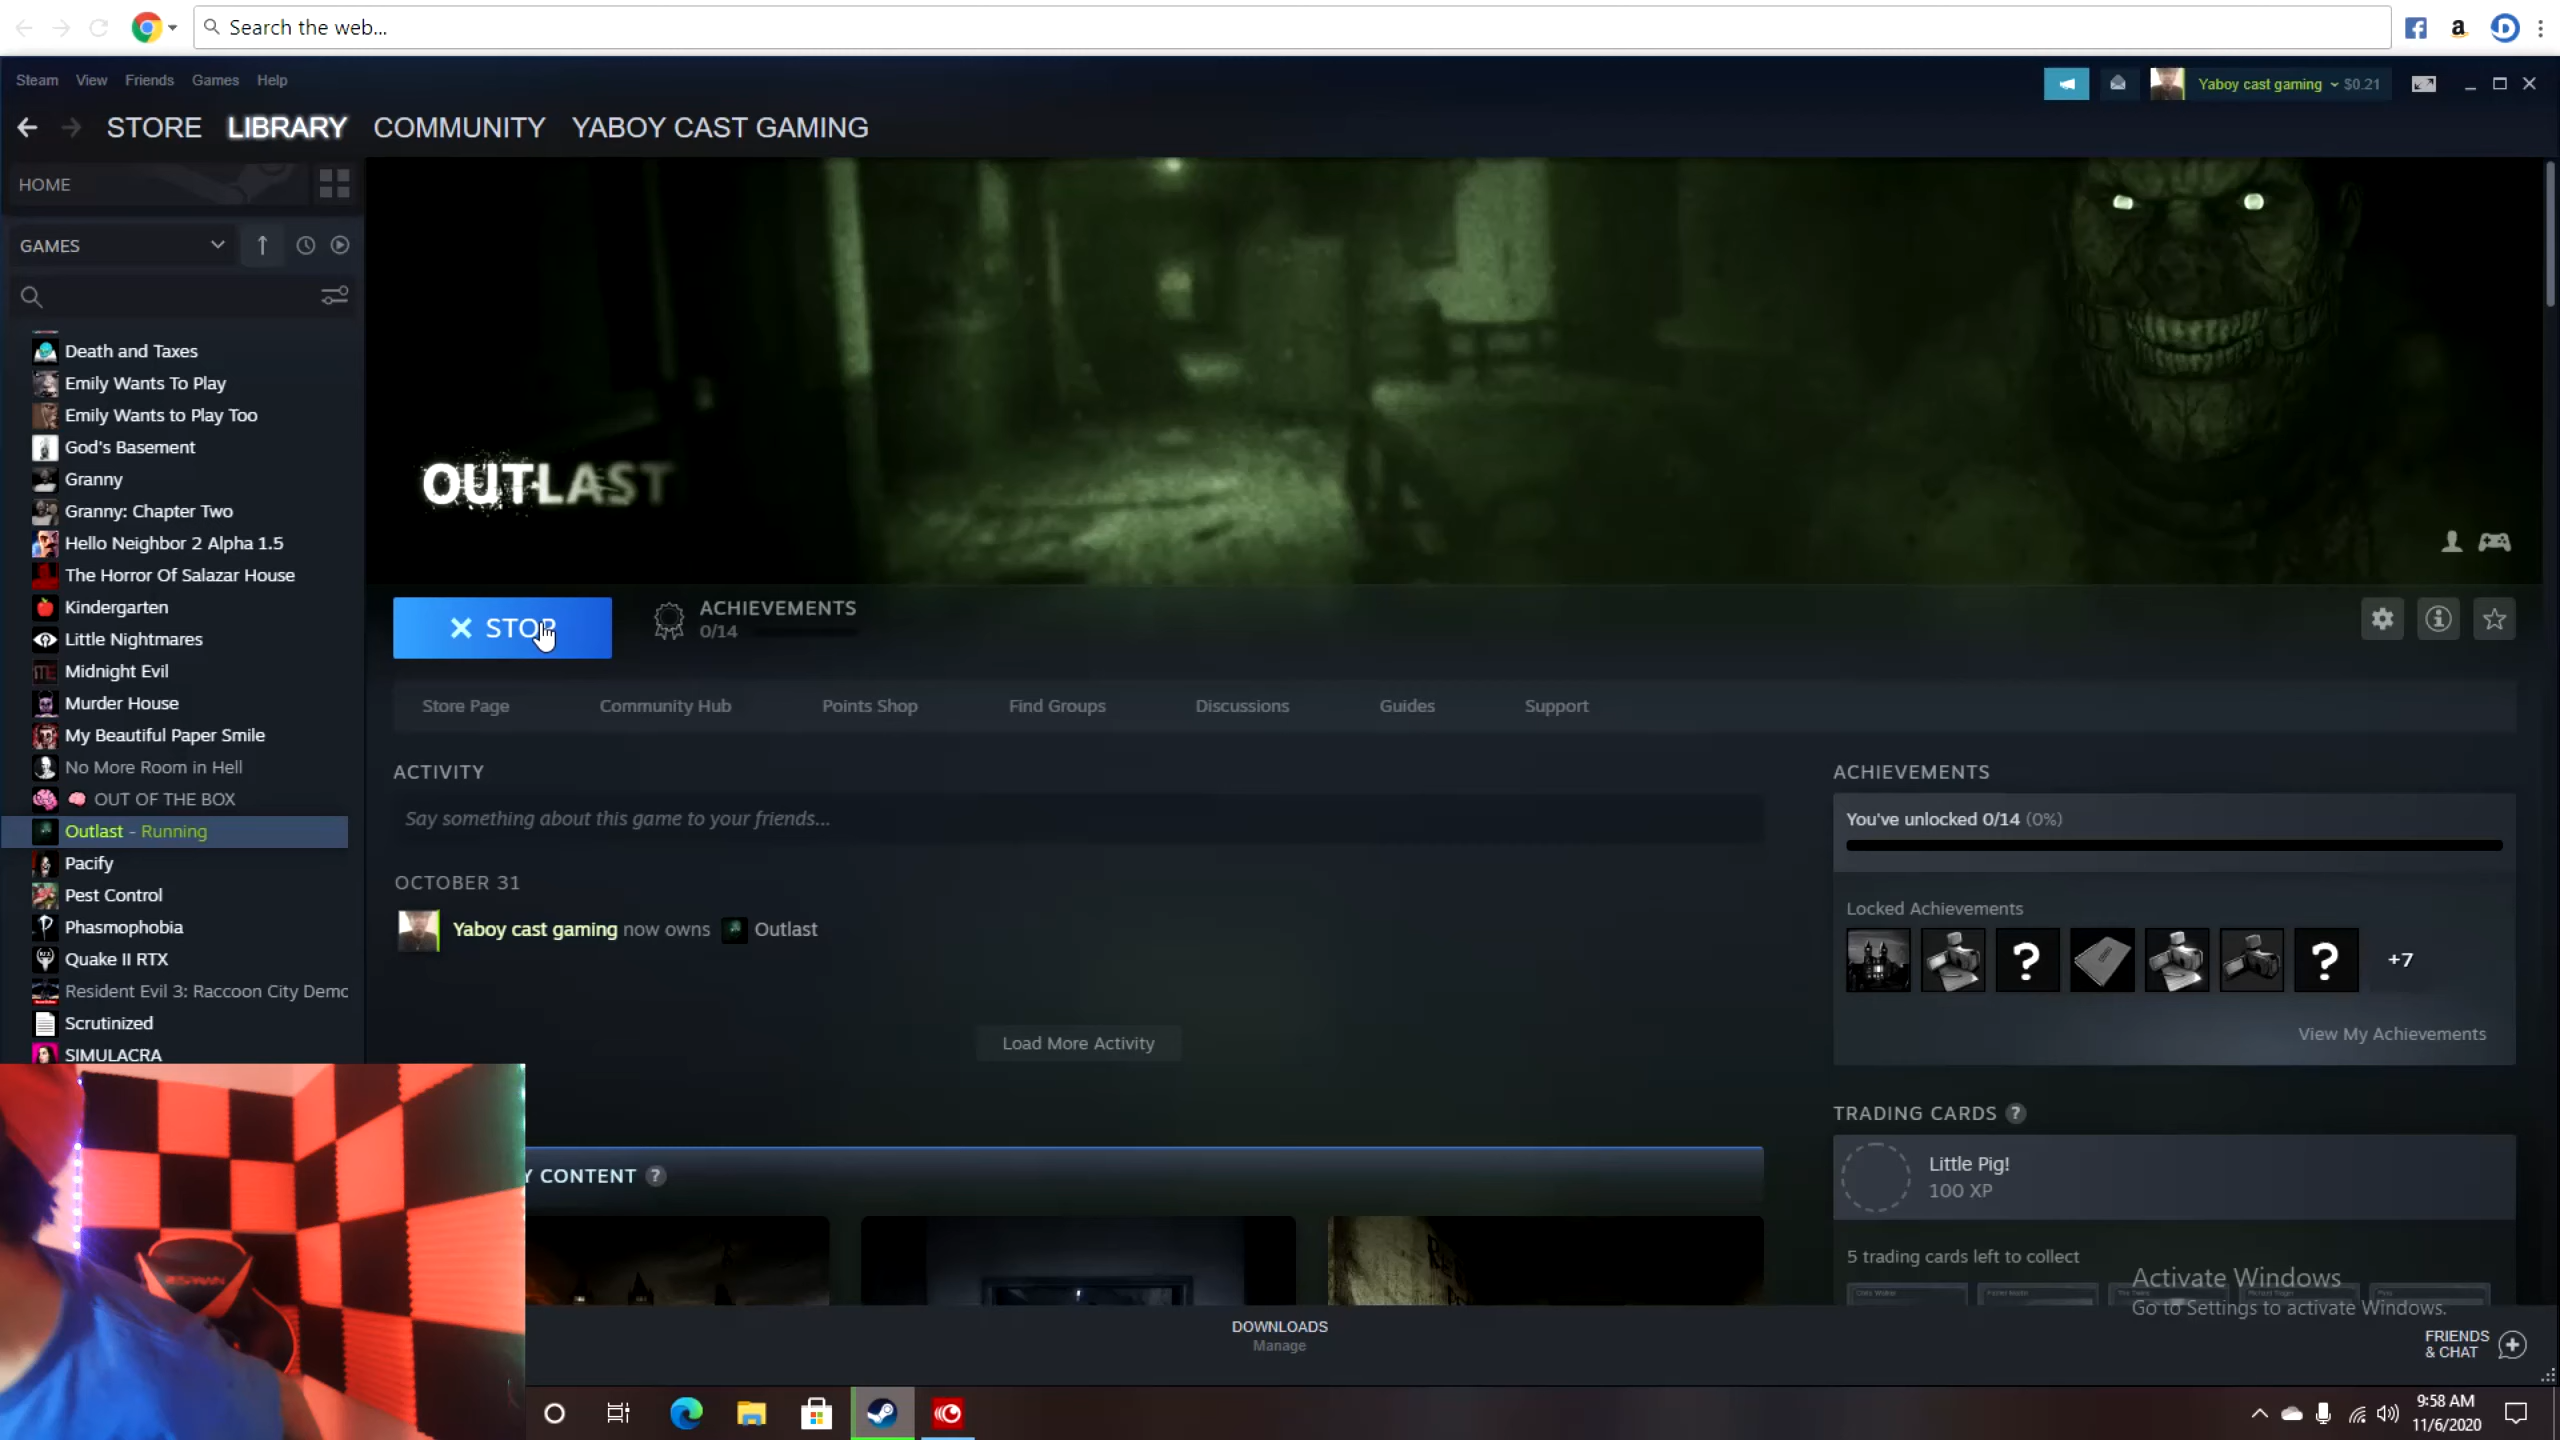 Search the web...
Steam View Friends Games Help
Yaboy cast gaming $0.21
STORE LIBRARY COMMUNITY YABOY CAST GAMING
HOME
GAMES
Death and Taxes
Emily Wants To Play
Emily Wants to Play Too
God's Basement
Granny
Granny: Chapter Two
Hello Neighbor 2 Alpha 1.5
The Horror Of Salazar House
Kindergarten
Little Nightmares
Midnight Evil
Murder House
My Beautiful Paper Smile
No More Room in Hell
OUT OF THE BOX
Outlast - Running
Pacify
Pest Control
Phasmophobia
Quake II RTX
Resident Evil 3: Raccoon City Demo
Scrutinized
SIMULACRA
OUTLAST
STOP
ACHIEVEMENTS
0/14
Store Page Community Hub Points Shop Find Groups Discussions Guides Support
ACTIVITY
Say something about this game to your friends...
OCTOBER 31
Yaboy cast gaming now owns Outlast
Load More Activity
Y CONTENT ?
ACHIEVEMENTS
You've unlocked 0/14 (0%)
Locked Achievements
? ? +7
View My Achievements
TRADING CARDS ?
Little Pig!
100 XP
5 trading cards left to collect
Chris Walker
Activate Windows
Go to Settings to activate Windows.
DOWNLOADS
Manage
FRIENDS
& CHAT
9:58 AM
11/6/2020